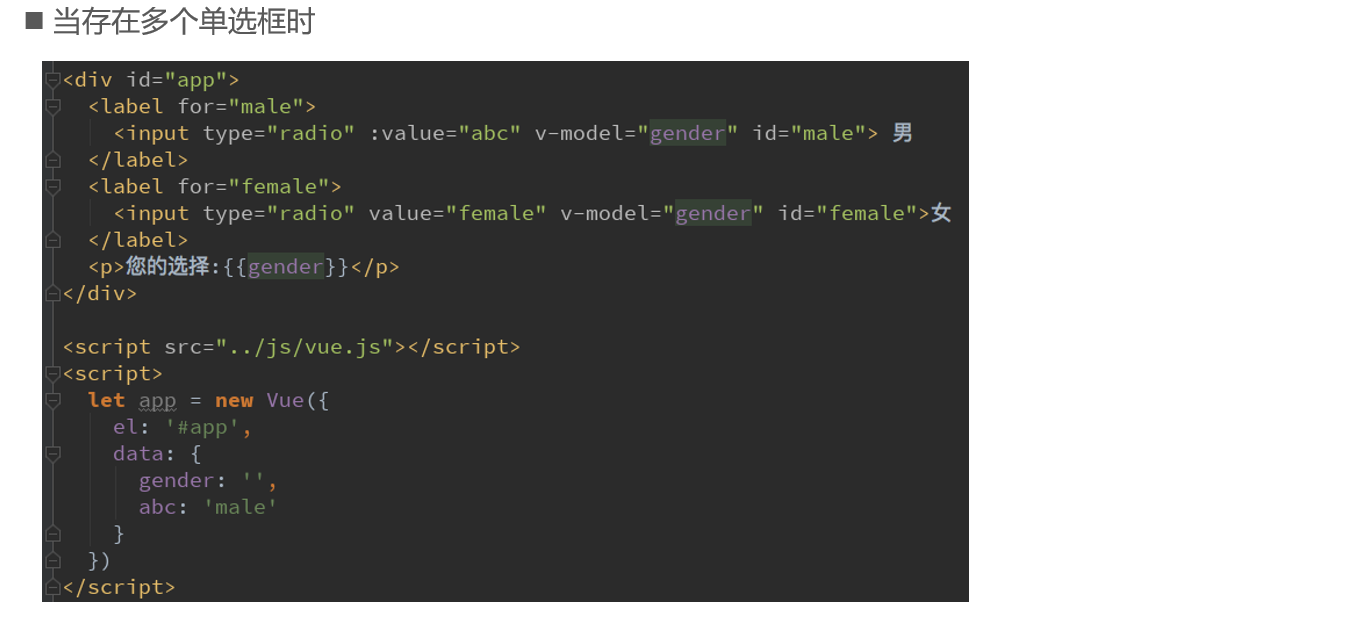 ■ 当存在多个单选框时
<div id="app">
  <label for="male">
    <input type="radio" :value="abc" v-model="gender" id="male"> 男
  </label>
  <label for="female">
    <input type="radio" value="female" v-model="gender" id="female">女
  </label>
  <p>您的选择:{{gender}}</p>
</div>
<script src="../js/vue.js"></script>
<script>
  let app = new Vue({
    el: '#app',
    data: {
      gender: '',
      abc: 'male'
    }
  })
</script>